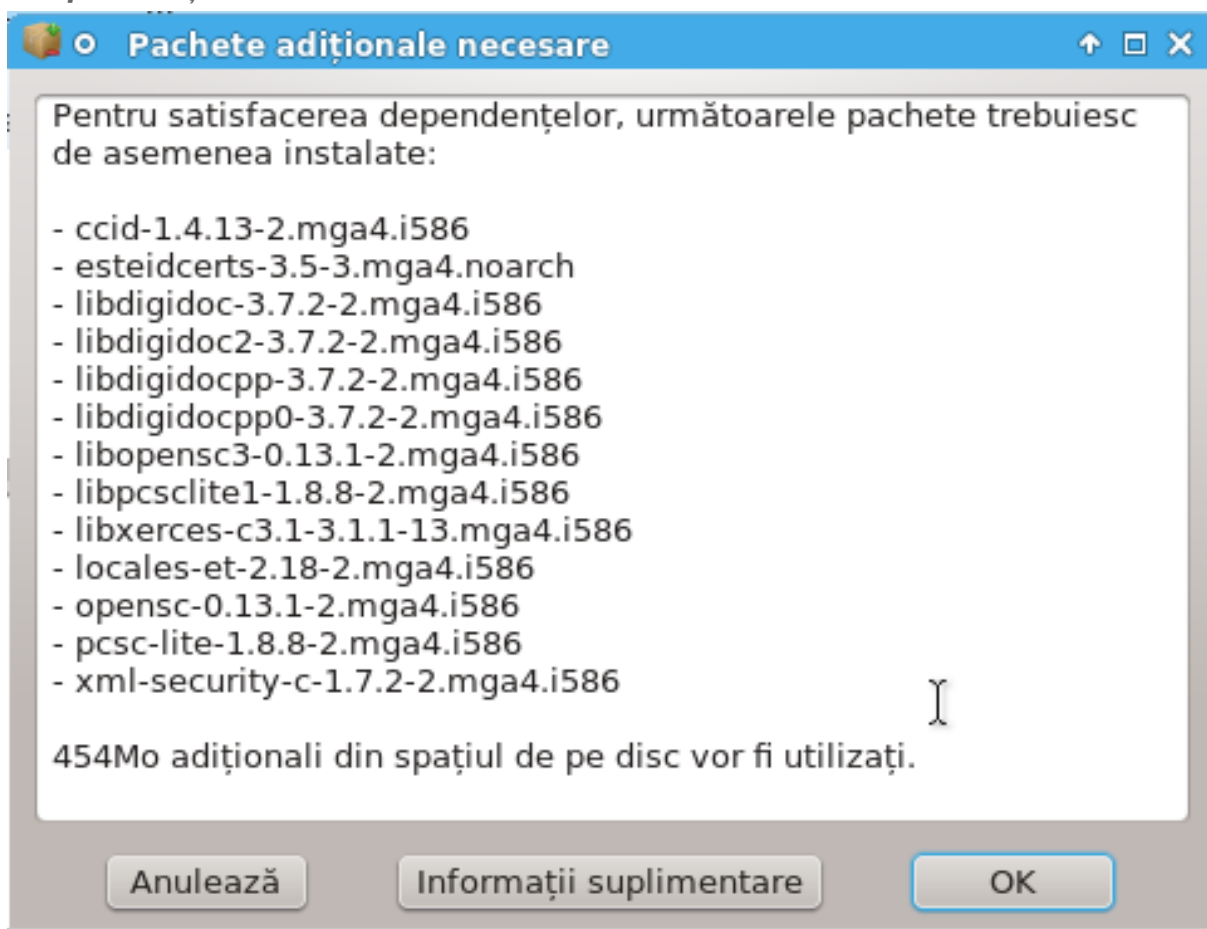 Pachete adiționale necesare
Pentru satisfacerea dependențelor, următoarele pachete trebuiesc
de asemenea instalate:
- ccid-1.4.13-2.mga4.i586
- esteidcerts-3.5-3.mga4.noarch
- libdigidoc-3.7.2-2.mga4.i586
- libdigidoc2-3.7.2-2.mga4.i586
- libdigidocpp-3.7.2-2.mga4.i586
- libdigidocpp0-3.7.2-2.mga4.i586
- libopensc3-0.13.1-2.mga4.i586
- libpcsclite1-1.8.8-2.mga4.i586
- libxerces-c3.1-3.1.1-13.mga4.i586
- locales-et-2.18-2.mga4.i586
- opensc-0.13.1-2.mga4.i586
- pcsc-lite-1.8.8-2.mga4.i586
- xml-security-c-1.7.2-2.mga4.i586
454Mo adiționali din spațiul de pe disc vor fi utilizați.
Anulează
Informații suplimentare
OK